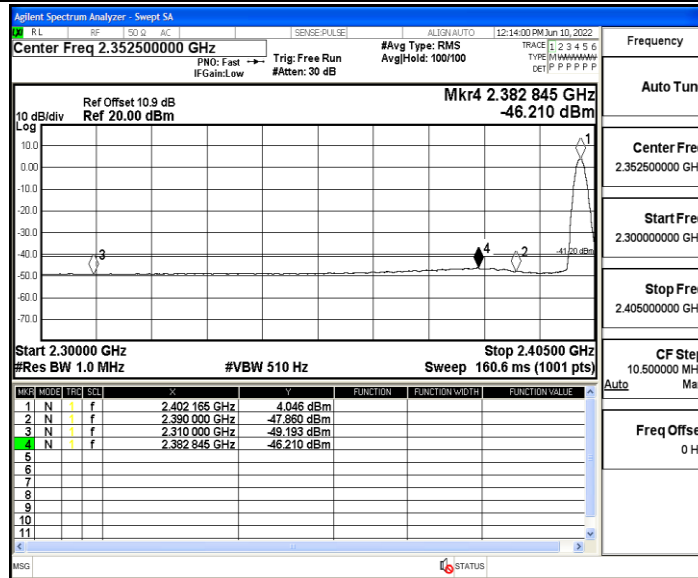 Agilent Spectrum Analyzer - Swept SA
RL RF 50 Ω AC SENSE:PULSE ALIGN AUTO 12:14:00 PM Jun 10, 2022
Center Freq 2.352500000 GHz
PNO: Fast
IFGain:Low
Trig: Free Run
#Atten: 30 dB
#Avg Type: RMS
Avg|Hold: 100/100
TRACE 1 2 3 4 5 6
TYPE M WWWWW
DET P P P P P P
Frequency
Auto Tun
Center Fre
2.352500000 GH
Start Fre
2.300000000 GH
Stop Fre
2.405000000 GH
CF Step
10.500000 MH
Auto Ma
Freq Offse
0 H
Mkr4 2.382 845 GHz
-46.210 dBm
Ref Offset 10.9 dB
10 dB/div Ref 20.00 dBm
Log
10.0
0.00
-10.0
-20.0
-30.0
-40.0
-50.0
-60.0
-70.0
1
2
3
4
-41.20 dBm
Start 2.30000 GHz Stop 2.40500 GHz
#Res BW 1.0 MHz #VBW 510 Hz Sweep 160.6 ms (1001 pts)
MKR MODE TRC SCL X Y FUNCTION FUNCTION WIDTH FUNCTION VALUE
1 N 1 f 2.402 165 GHz 4.046 dBm
2 N 1 f 2.390 000 GHz -47.860 dBm
3 N 1 f 2.310 000 GHz -49.193 dBm
4 N 1 f 2.382 845 GHz -46.210 dBm
5
6
7
8
9
10
11
MSG STATUS